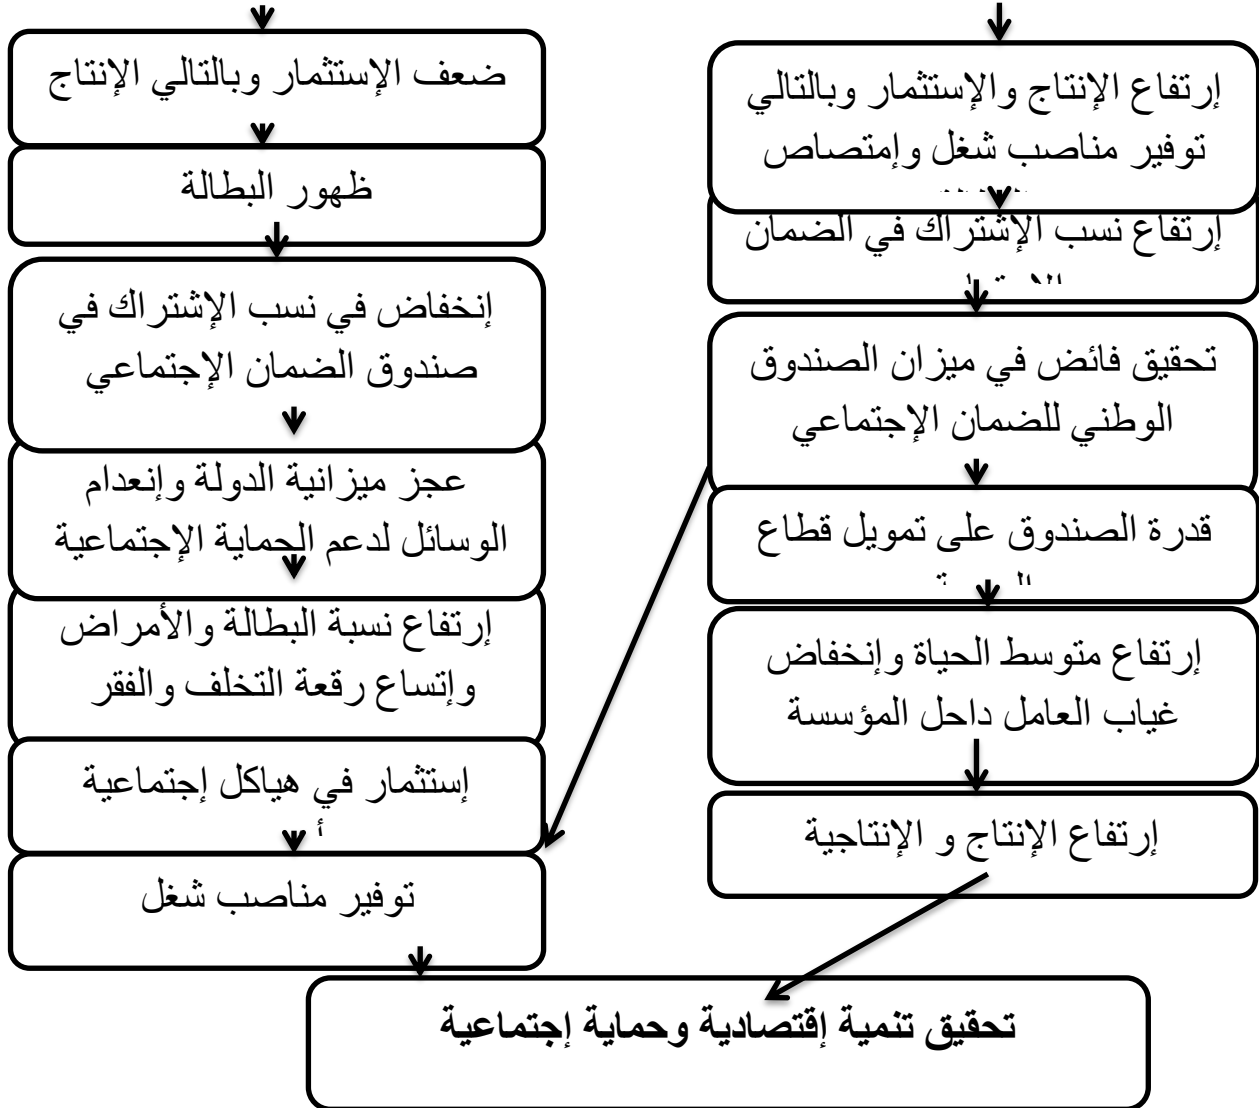 إرتفاع الإنتاج والإستثمار وبالتالي
توفير مناصب شغل وإمتصاص
إرتفاع نسب الإشتراك في الضمان
تحقيق فائض في ميزان الصندوق
الوطني للضمان الإجتماعي
قدرة الصندوق على تمويل قطاع
إرتفاع متوسط الحياة وإنخفاض
غياب العامل داحل المؤسسة
إرتفاع الإنتاج و الإنتاجية
ضعف الإستثمار وبالتالي الإنتاج
ظهور البطالة
إنخفاض في نسب الإشتراك في
صندوق الضمان الإجتماعي
عجز ميزانية الدولة وإنعدام
الوسائل لدعم الحماية الإجتماعية
إرتفاع نسبة البطالة والأمراض
وإتساع رقعة التخلف والفقر
إستثمار في هياكل إجتماعية
توفير مناصب شغل
تحقيق تنمية إقتصادية وحماية إجتماعية